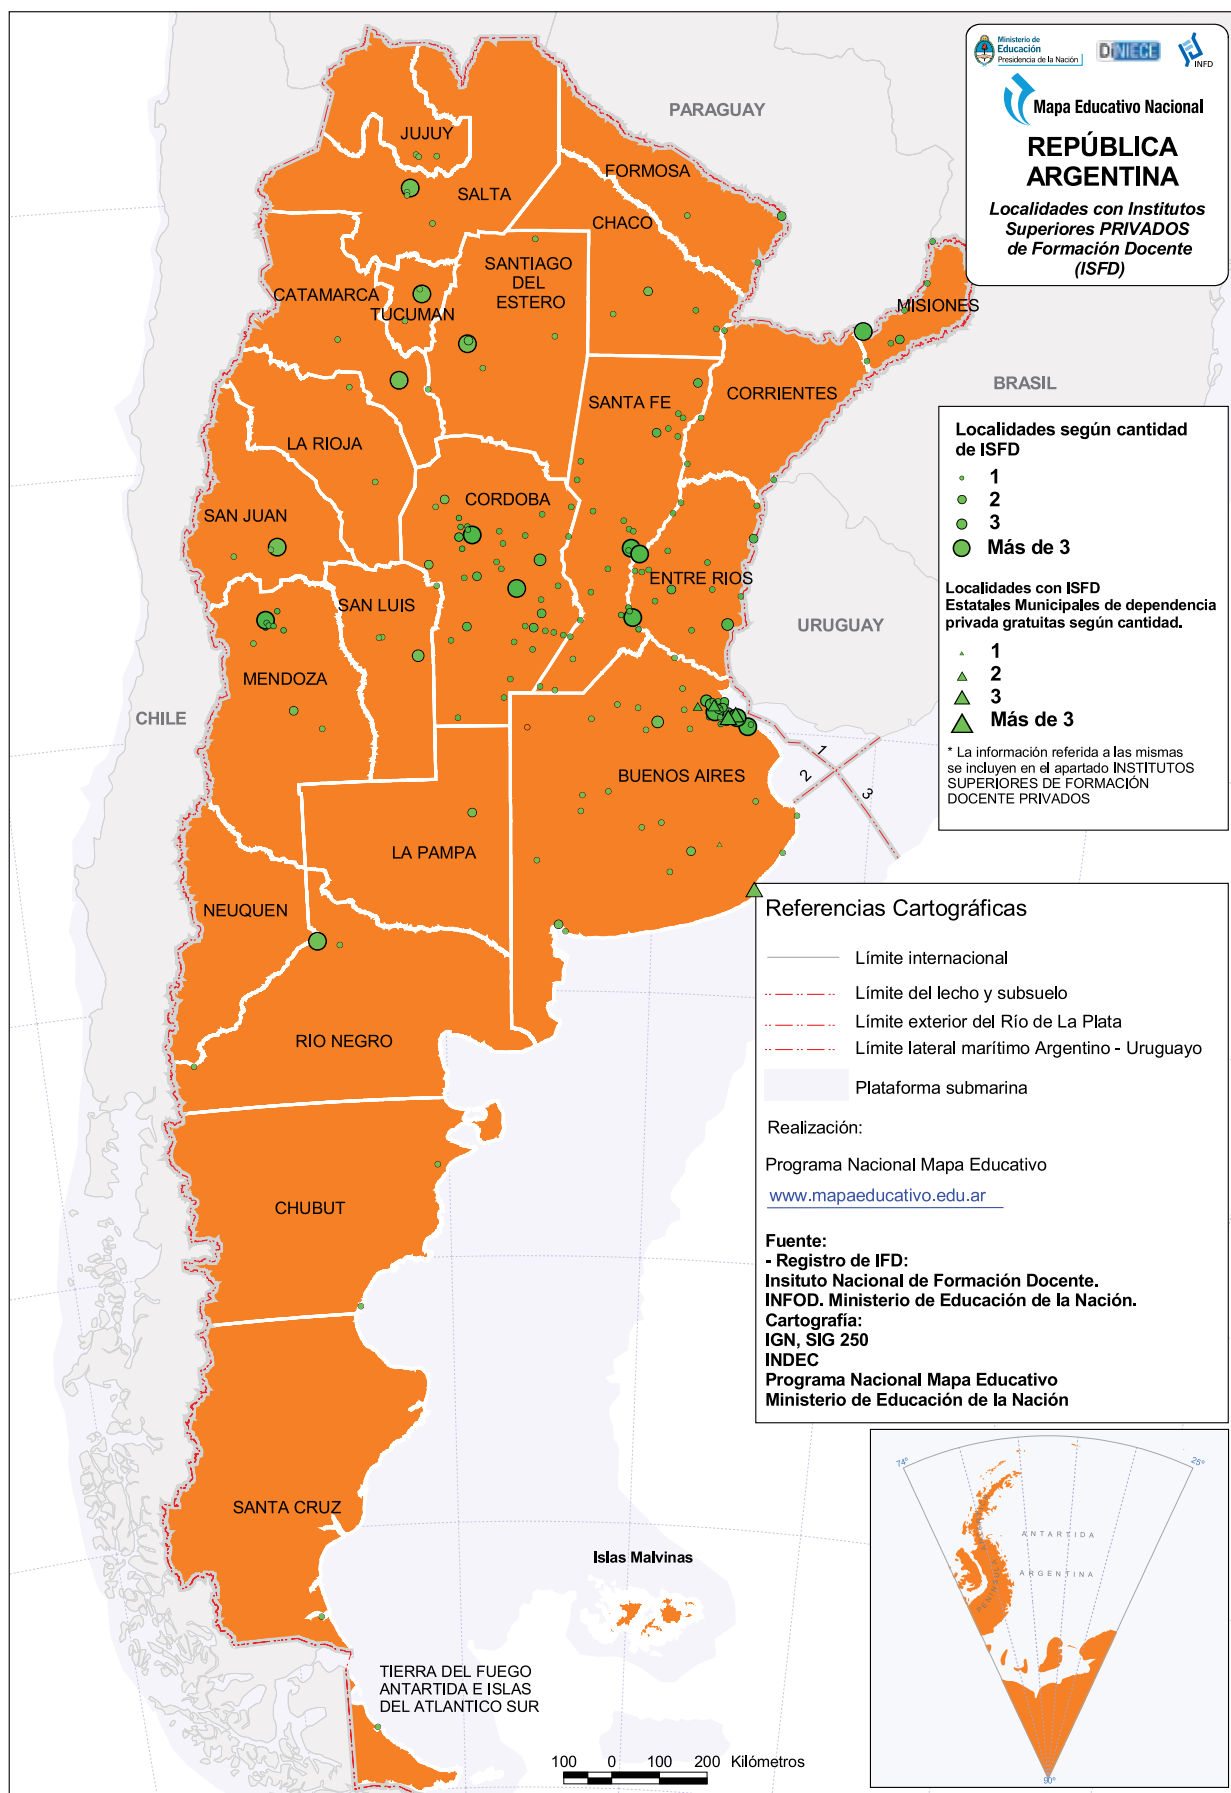 Ministerio de
Educación
Presidencia de la Nación
DiNIECE
INFD
Mapa Educativo Nacional
REPÚBLICA
ARGENTINA
Localidades con Institutos
Superiores PRIVADOS
de Formación Docente
(ISFD)
PARAGUAY
JUJUY
FORMOSA
SALTA
CHACO
SANTIAGO
DEL
ESTERO
CATAMARCA
TUCUMAN
MISIONES
BRASIL
CORRIENTES
SANTA FE
LA RIOJA
CORDOBA
SAN JUAN
ENTRE RIOS
SAN LUIS
URUGUAY
MENDOZA
CHILE
BUENOS AIRES
1
2
3
LA PAMPA
NEUQUEN
RIO NEGRO
CHUBUT
SANTA CRUZ
Islas Malvinas
TIERRA DEL FUEGO
ANTARTIDA E ISLAS
DEL ATLANTICO SUR
100 0 100 200 Kilómetros
Localidades según cantidad
de ISFD
1
2
3
Más de 3
Localidades con ISFD
Estatales Municipales de dependencia
privada gratuitas según cantidad.
1
2
3
Más de 3
* La información referida a las mismas
se incluyen en el apartado INSTITUTOS
SUPERIORES DE FORMACIÓN
DOCENTE PRIVADOS
Referencias Cartográficas
Límite internacional
Límite del lecho y subsuelo
Límite exterior del Río de La Plata
Límite lateral marítimo Argentino - Uruguayo
Plataforma submarina
Realización:
Programa Nacional Mapa Educativo
www.mapaeducativo.edu.ar
Fuente:
- Registro de IFD:
Insituto Nacional de Formación Docente.
INFOD. Ministerio de Educación de la Nación.
Cartografía:
IGN, SIG 250
INDEC
Programa Nacional Mapa Educativo
Ministerio de Educación de la Nación
74º
25º
ANTARTIDA
ARGENTINA
PENINSULA
90º